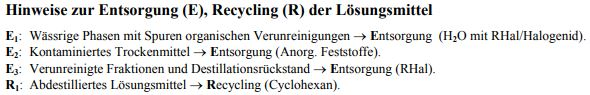 Hinweise zur Entsorgung (E), Recycling (R) der Lösungsmittel
E₁: Wässrige Phasen mit Spuren organischen Verunreinigungen → Entsorgung (H₂O mit RHal/Halogenid).
E₂: Kontaminiertes Trockenmittel → Entsorgung (Anorg. Feststoffe).
E₃: Verunreinigte Fraktionen und Destillationsrückstand → Entsorgung (RHal).
R₁: Abdestilliertes Lösungsmittel → Recycling (Cyclohexan).